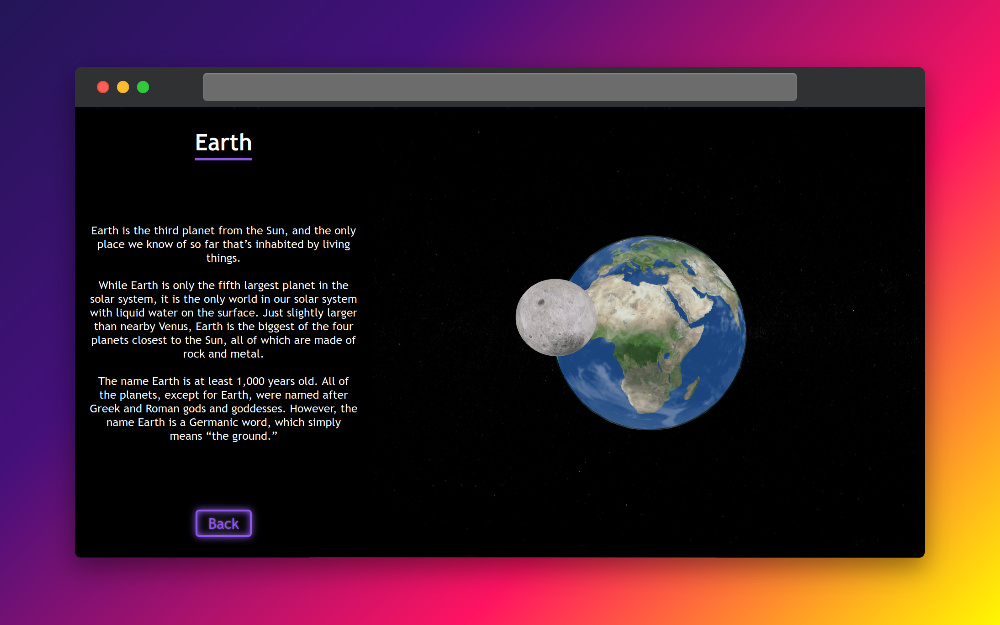 Earth
Earth is the third planet from the Sun, and the only
place we know of so far that’s inhabited by living
things.
While Earth is only the fifth largest planet in the
solar system, it is the only world in our solar system
with liquid water on the surface. Just slightly larger
than nearby Venus, Earth is the biggest of the four
planets closest to the Sun, all of which are made of
rock and metal.
The name Earth is at least 1,000 years old. All of
the planets, except for Earth, were named after
Greek and Roman gods and goddesses. However, the
name Earth is a Germanic word, which simply
means “the ground.”
Back